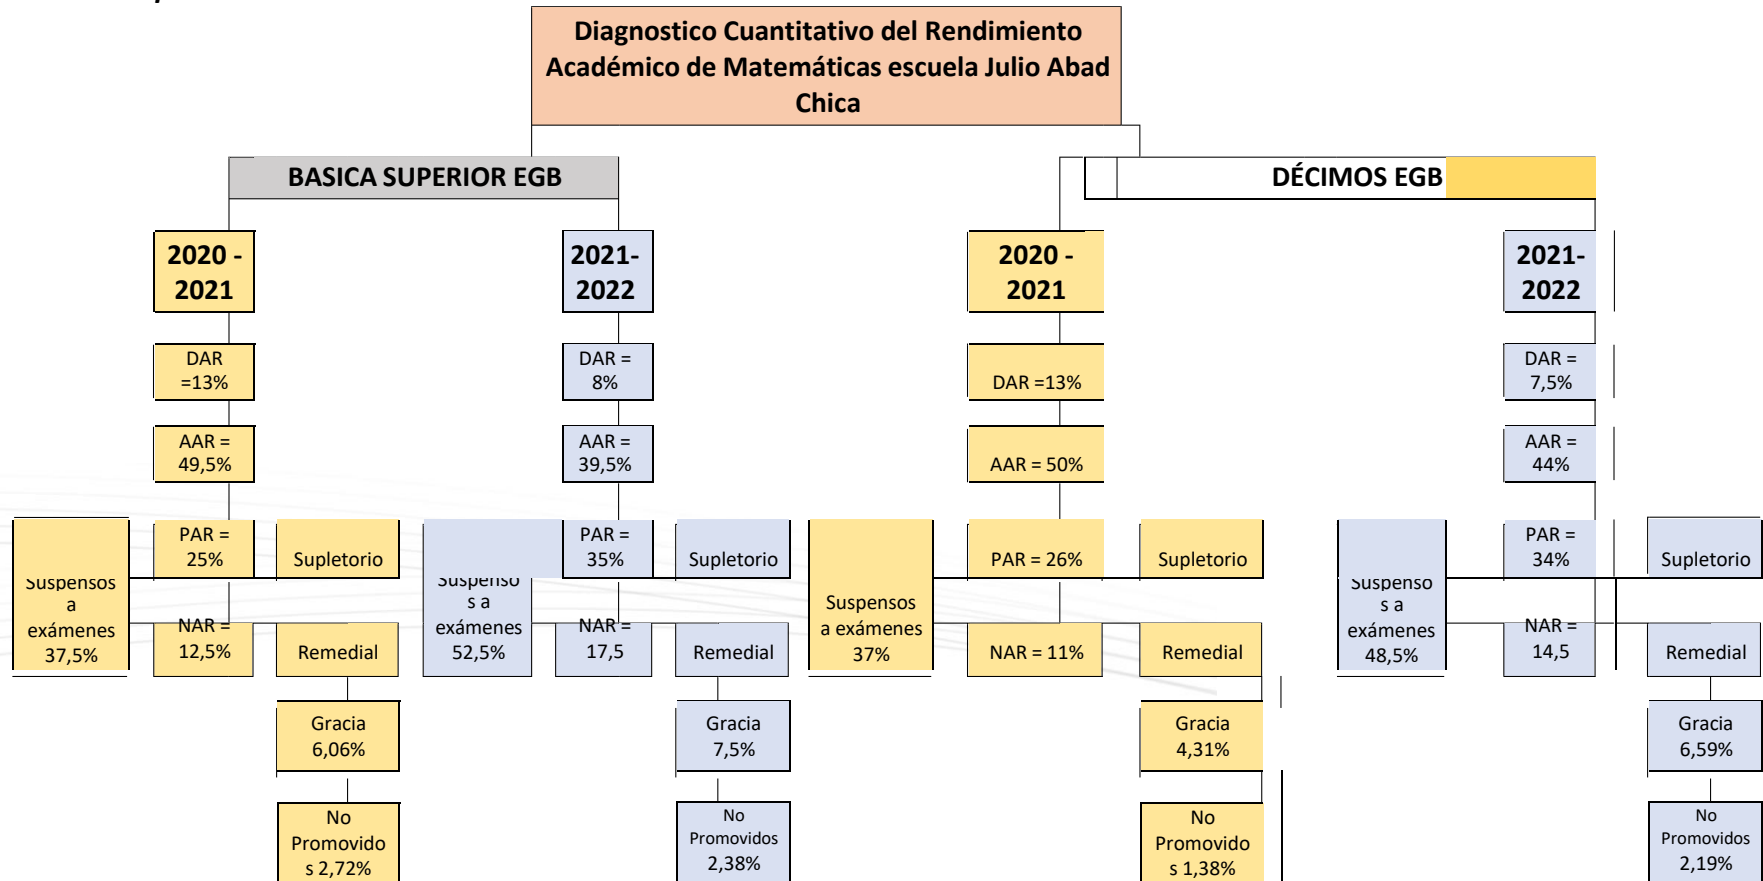 Diagnostico Cuantitativo del Rendimiento
Académico de Matemáticas escuela Julio Abad
Chica
BASICA SUPERIOR EGB
DÉCIMOS EGB
2020 -
2021
2021-
2022
2020 -
2021
2021-
2022
DAR
=13%
DAR =
8%
DAR =13%
DAR =
7,5%
AAR =
49,5%
AAR =
39,5%
AAR = 50%
AAR =
44%
Suspensos
a
exámenes
37,5%
PAR =
25%
Supletorio
NAR =
12,5%
Remedial
Gracia
6,06%
No
Promovido
s 2,72%
Suspenso
s a
exámenes
52,5%
PAR =
35%
Supletorio
NAR =
17,5
Remedial
Gracia
7,5%
No
Promovidos
2,38%
Suspensos
a exámenes
37%
PAR = 26%
Supletorio
NAR = 11%
Remedial
Gracia
4,31%
No
Promovido
s 1,38%
Suspenso
s a
exámenes
48,5%
PAR =
34%
Supletorio
NAR =
14,5
Remedial
Gracia
6,59%
No
Promovidos
2,19%